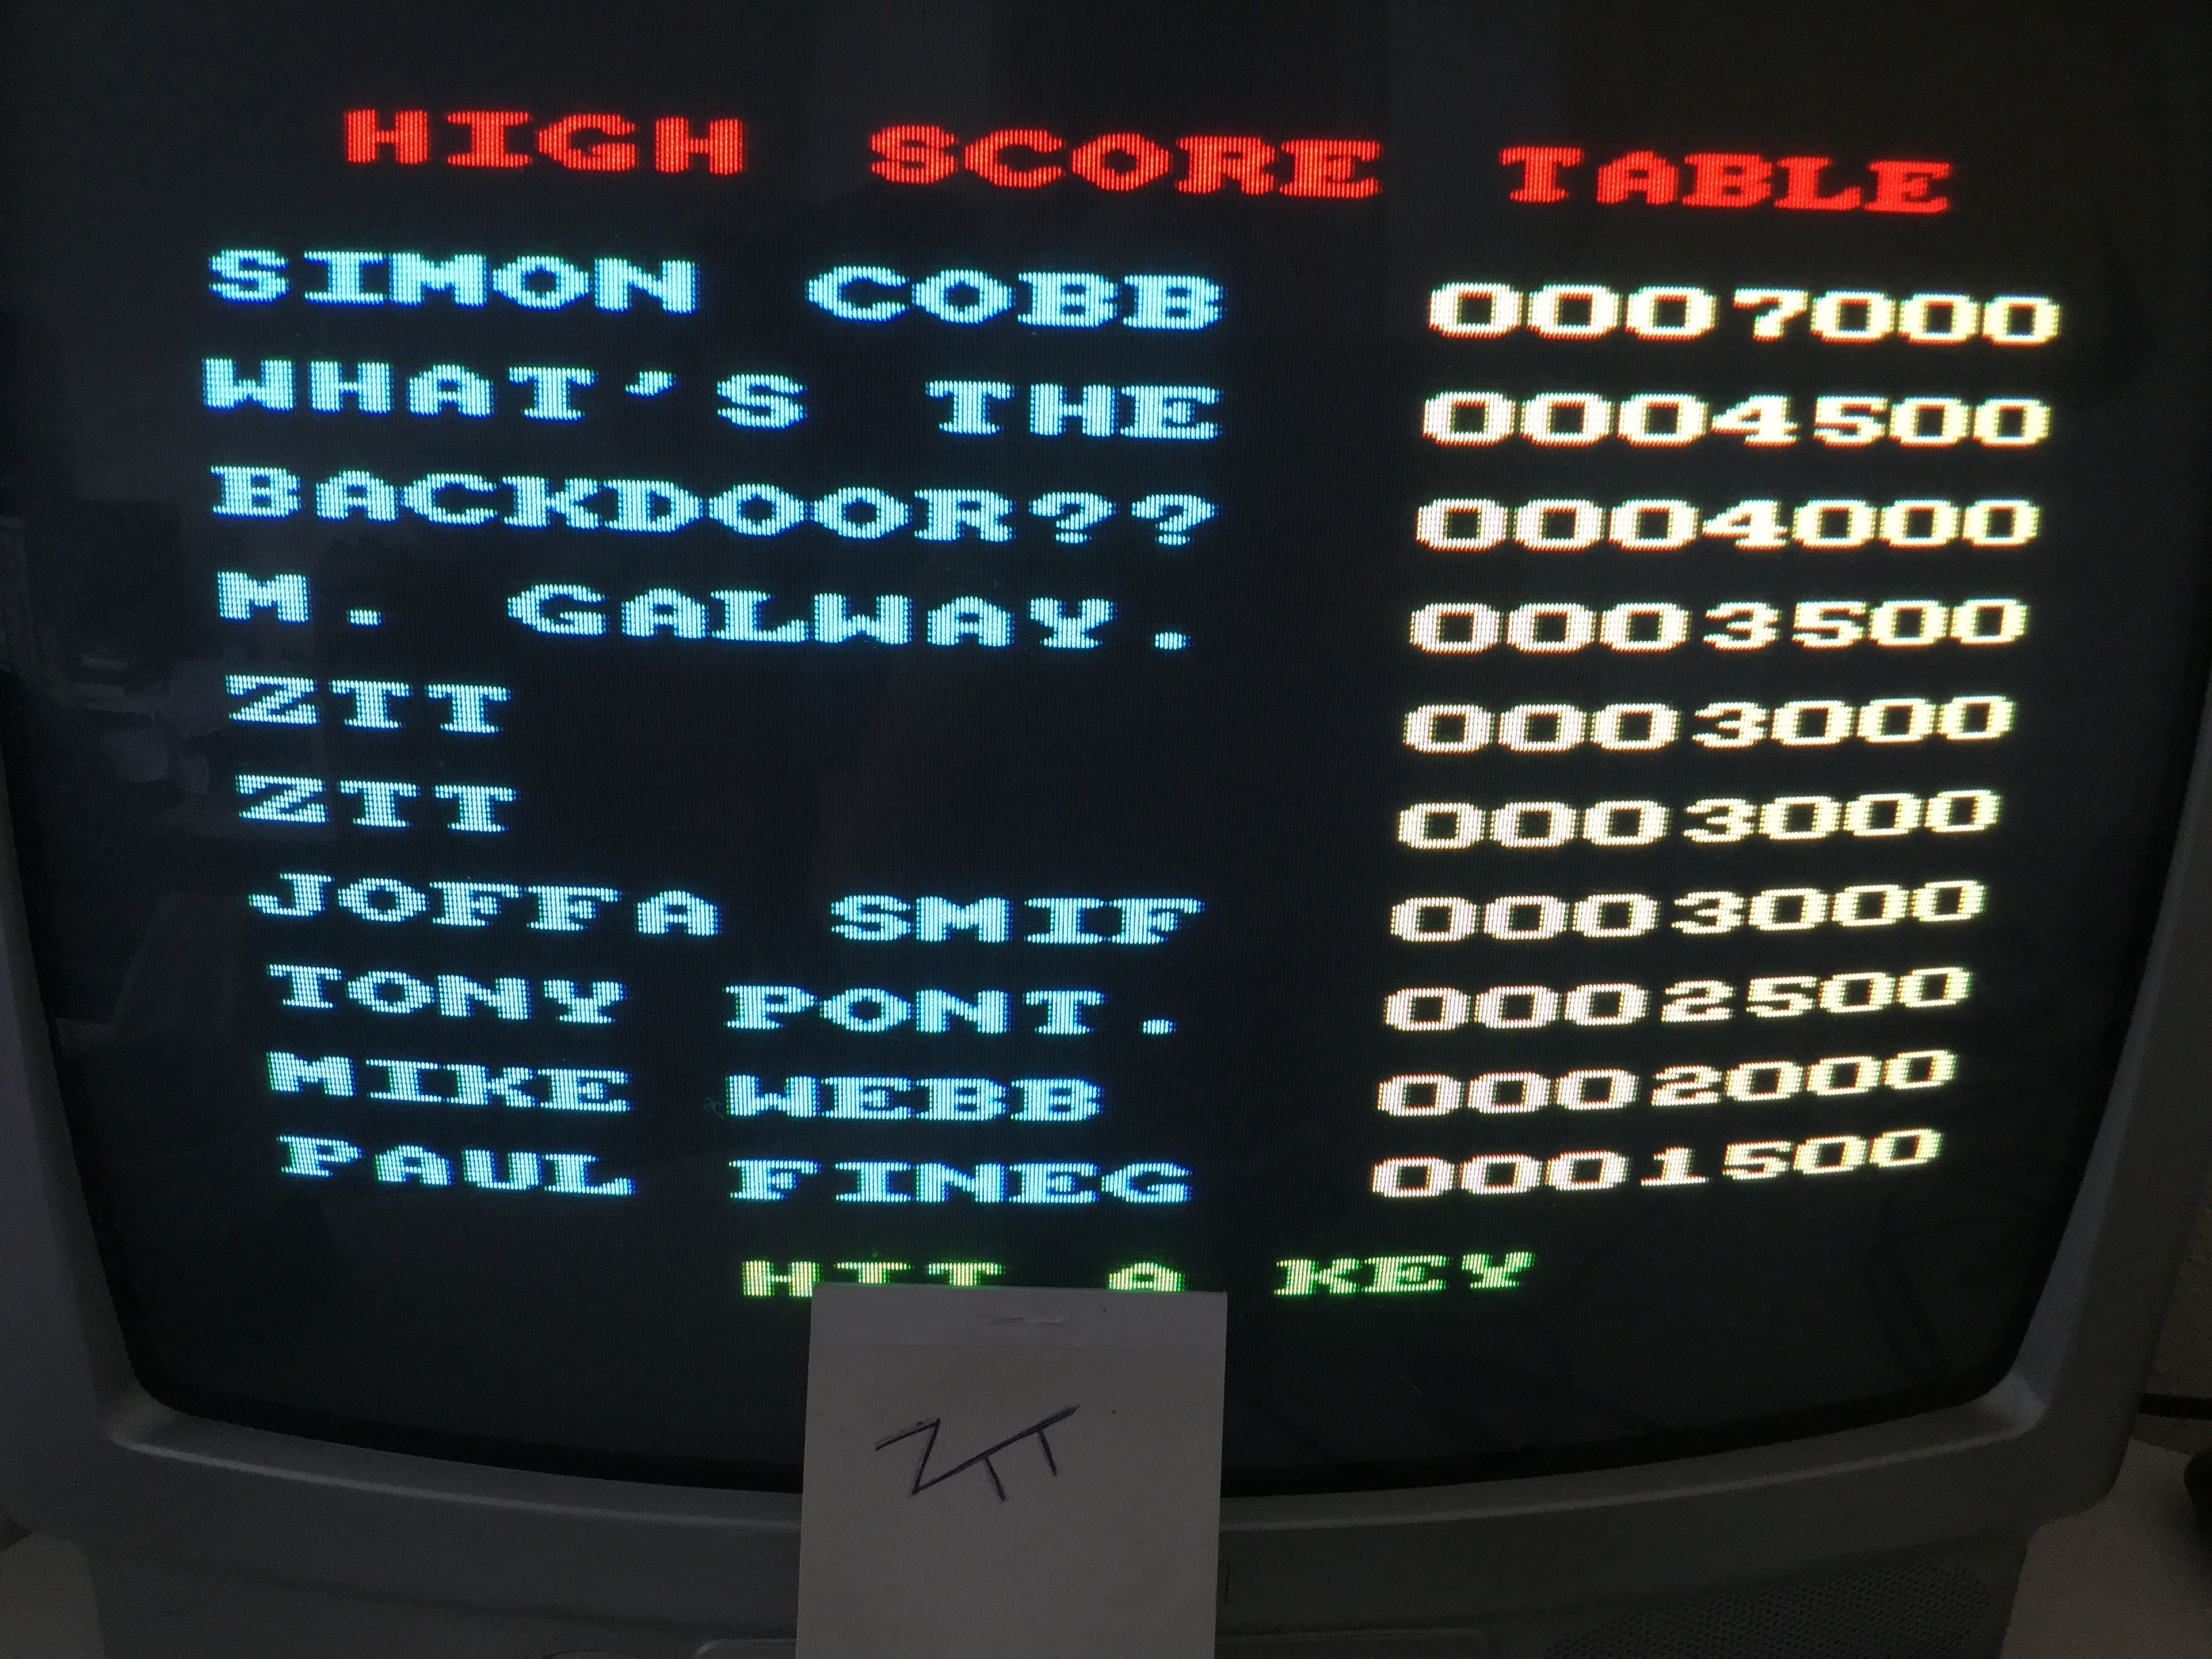 HIGH SCORE TABLE
SIMON COBB 0007000
WHAT'S THE 0004500
BACKDOOR?? 0004000
M. GALWAY. 0003500
ZTT 0003000
ZTT 0003000
JOFFA SMIF 0003000
TONY PONT. 0002500
MIKE WEBB 0002000
PAUL FINEG 0001500
HIT A KEY
ZTT